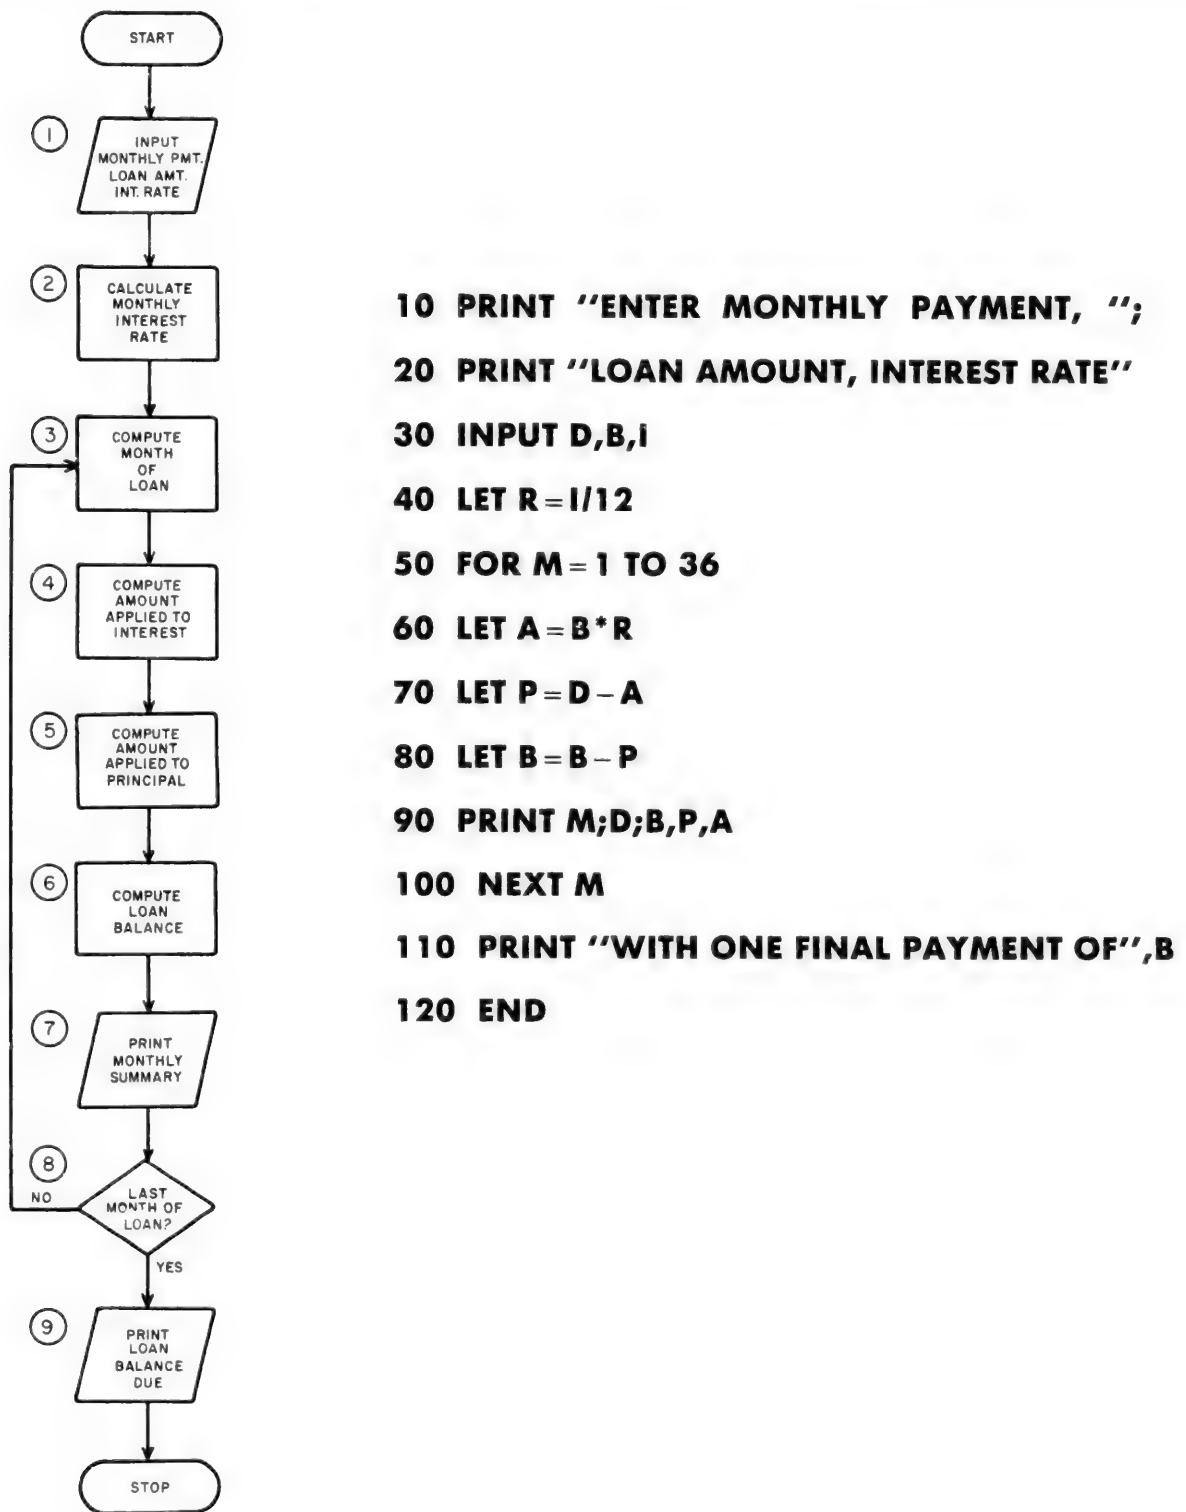 START
1
INPUT
MONTHLY PMT.
LOAN AMT.
INT. RATE
2
CALCULATE
MONTHLY
INTEREST
RATE
3
COMPUTE
MONTH
OF
LOAN
4
COMPUTE
AMOUNT
APPLIED TO
INTEREST
5
COMPUTE
AMOUNT
APPLIED TO
PRINCIPAL
6
COMPUTE
LOAN
BALANCE
7
PRINT
MONTHLY
SUMMARY
8
NO
LAST
MONTH OF
LOAN?
YES
9
PRINT
LOAN
BALANCE
DUE
STOP
10 PRINT "ENTER MONTHLY PAYMENT, ";
20 PRINT "LOAN AMOUNT, INTEREST RATE"
30 INPUT D,B,I
40 LET R=I/12
50 FOR M=1 TO 36
60 LET A=B*R
70 LET P=D-A
80 LET B=B-P
90 PRINT M;D;B,P,A
100 NEXT M
110 PRINT "WITH ONE FINAL PAYMENT OF",B
120 END